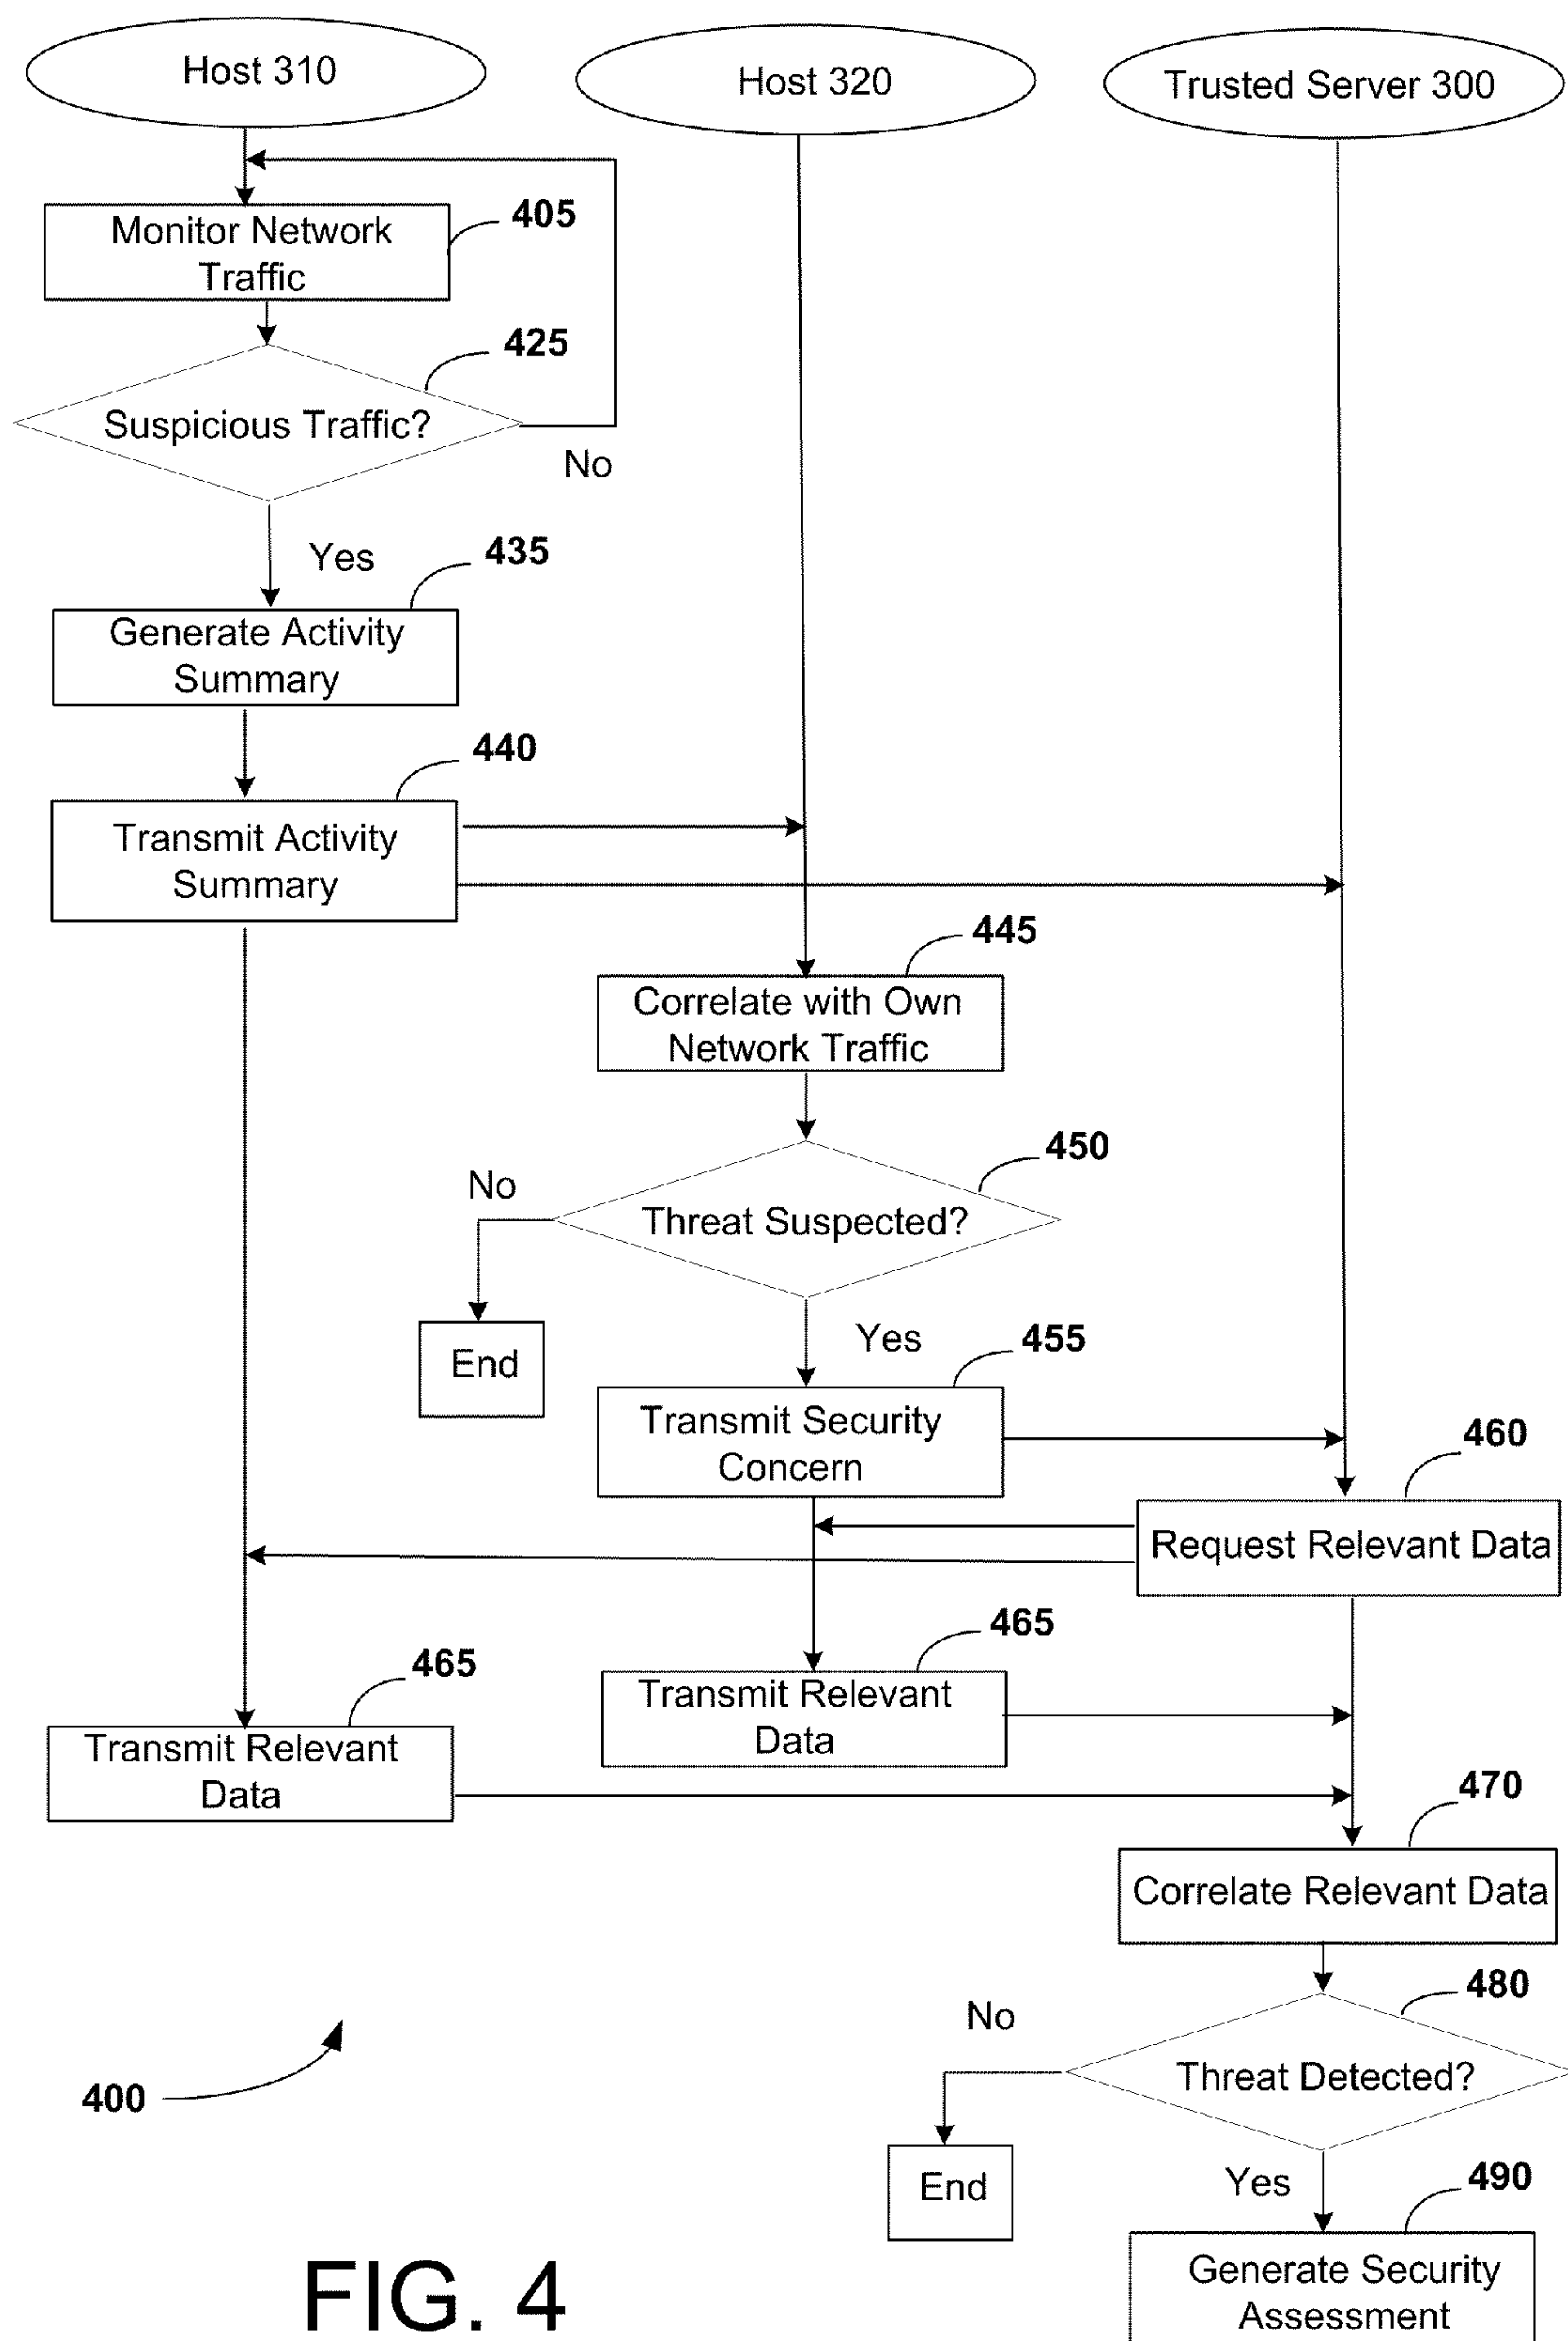 Host 310
Host 320
Trusted Server 300
405
Monitor Network
Traffic
425
Suspicious Traffic?
No
Yes
435
Generate Activity
Summary
440
Transmit Activity
Summary
445
Correlate with Own
Network Traffic
450
No
Threat Suspected?
End
Yes
455
Transmit Security
Concern
460
Request Relevant Data
465
Transmit Relevant
Data
465
Transmit Relevant
Data
470
Correlate Relevant Data
480
No
Threat Detected?
400
End
Yes
490
Generate Security
Assessment
FIG. 4